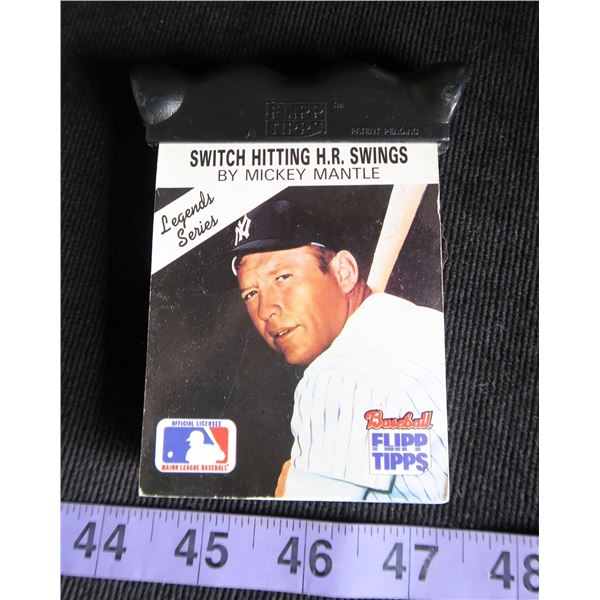 FLIPP
TIPPS TM
PATENT PENDING
SWITCH HITTING H.R. SWINGS
BY MICKEY MANTLE
Legends
Series
NY
OFFICIAL LICENSEE
MAJOR LEAGUE BASEBALL
Baseball
FLIPP
TIPPS
44 45 46 47 48